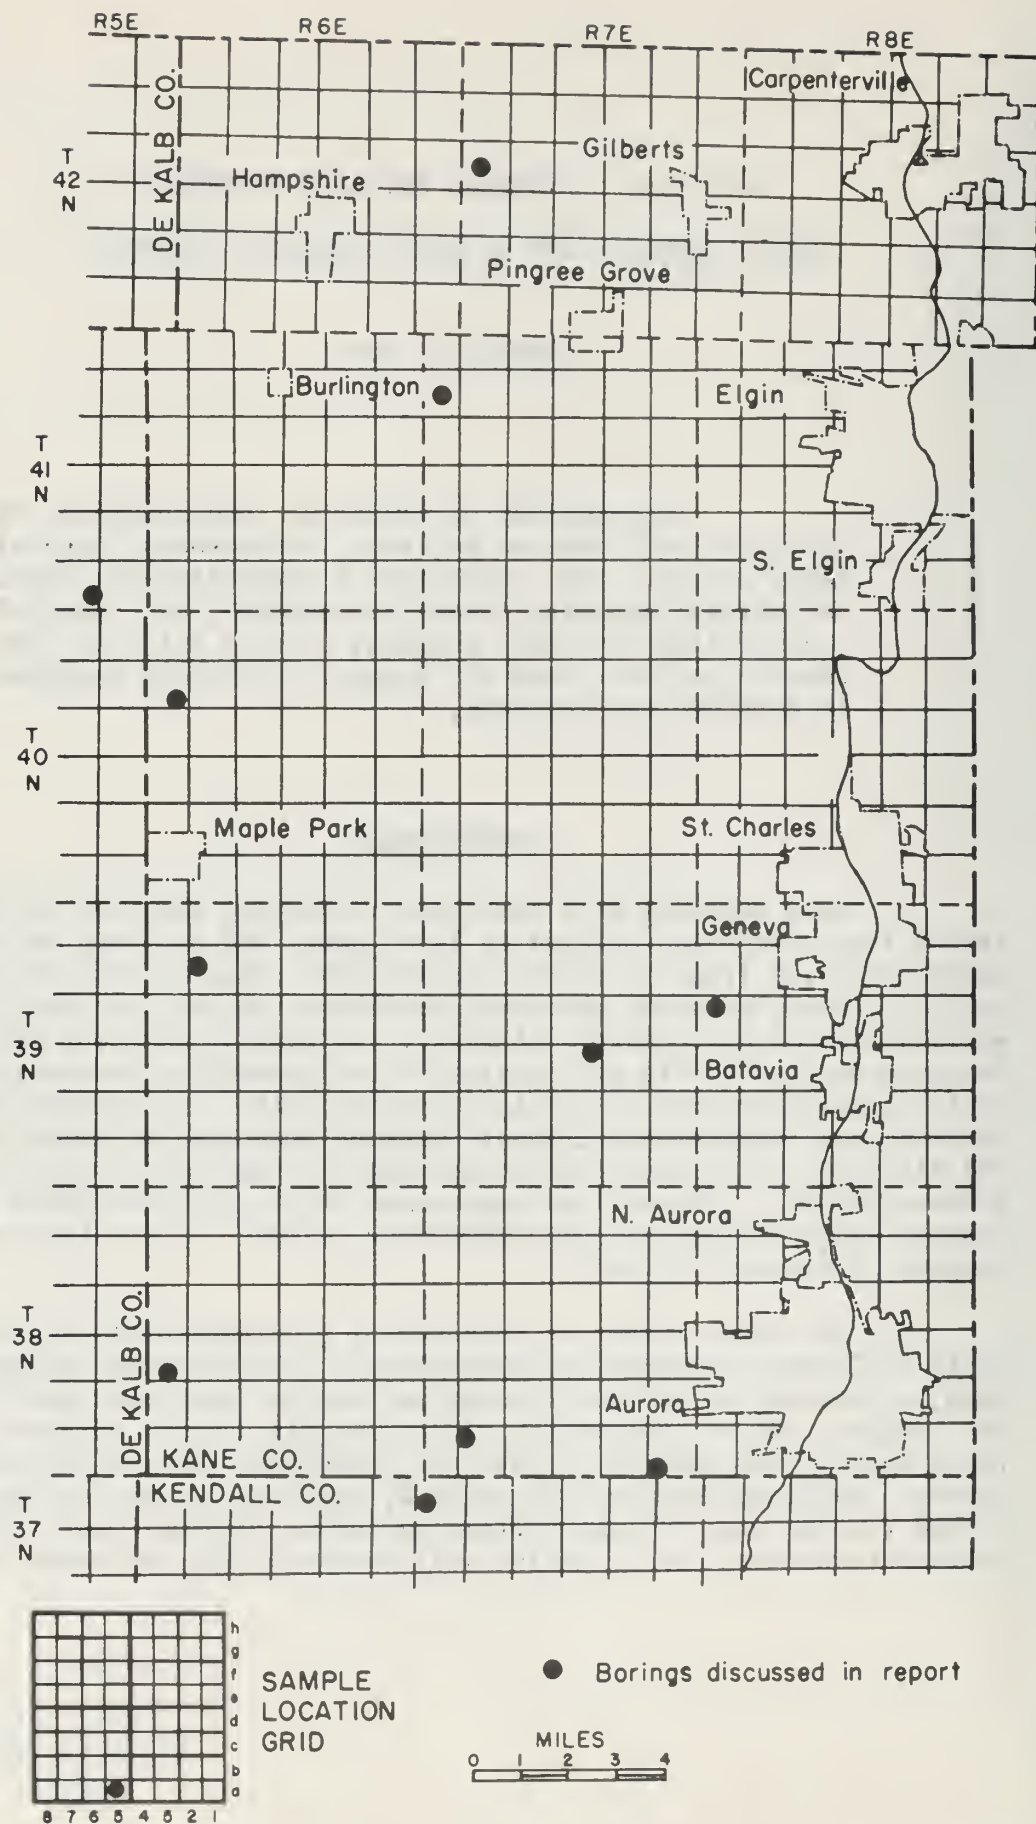 R5E R6E R7E R8E
Carpenterville
DE KALB CO.
T
42
N
Gilberts
Hampshire
Pingree Grove
Burlington
Elgin
T
41
N
S. Elgin
T
40
N
Maple Park
St. Charles
Geneva
T
39
N
Batavia
N. Aurora
T
38
N
DE KALB CO.
Aurora
KANE CO.
KENDALL CO.
T
37
N
h
g
f
e
d
c
b
a
8 7 6 5 4 3 2 1
SAMPLE
LOCATION
GRID
Borings discussed in report
MILES
0 1 2 3 4